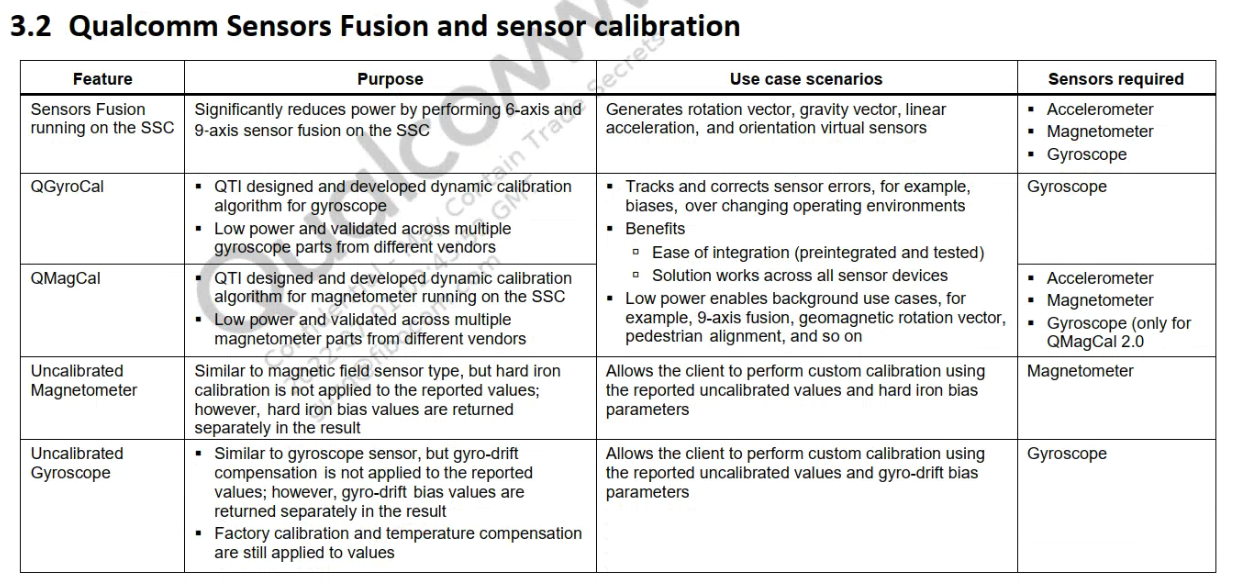 3.2 Qualcomm Sensors Fusion and sensor calibration
Feature
Purpose
Use case scenarios
Sensors required
Sensors Fusion
running on the SSC
Significantly reduces power by performing 6-axis and
9-axis sensor fusion on the SSC
Generates rotation vector, gravity vector, linear
acceleration, and orientation virtual sensors
▪ Accelerometer
▪ Magnetometer
▪ Gyroscope
QGyroCal
▪ QTI designed and developed dynamic calibration
algorithm for gyroscope
▪ Low power and validated across multiple
gyroscope parts from different vendors
▪ Tracks and corrects sensor errors, for example,
biases, over changing operating environments
▪ Benefits
▫ Ease of integration (preintegrated and tested)
▫ Solution works across all sensor devices
▪ Low power enables background use cases, for
example, 9-axis fusion, geomagnetic rotation vector,
pedestrian alignment, and so on
Gyroscope
QMagCal
▪ QTI designed and developed dynamic calibration
algorithm for magnetometer running on the SSC
▪ Low power and validated across multiple
magnetometer parts from different vendors
▪ Accelerometer
▪ Magnetometer
▪ Gyroscope (only for
QMagCal 2.0
Uncalibrated
Magnetometer
Similar to magnetic field sensor type, but hard iron
calibration is not applied to the reported values;
however, hard iron bias values are returned
separately in the result
Allows the client to perform custom calibration using
the reported uncalibrated values and hard iron bias
parameters
Magnetometer
Uncalibrated
Gyroscope
▪ Similar to gyroscope sensor, but gyro-drift
compensation is not applied to the reported
values; however, gyro-drift bias values are
returned separately in the result
▪ Factory calibration and temperature compensation
are still applied to values
Allows the client to perform custom calibration using
the reported uncalibrated values and gyro-drift bias
parameters
Gyroscope
Qualcomm
Confidential - May Contain Trade Secrets